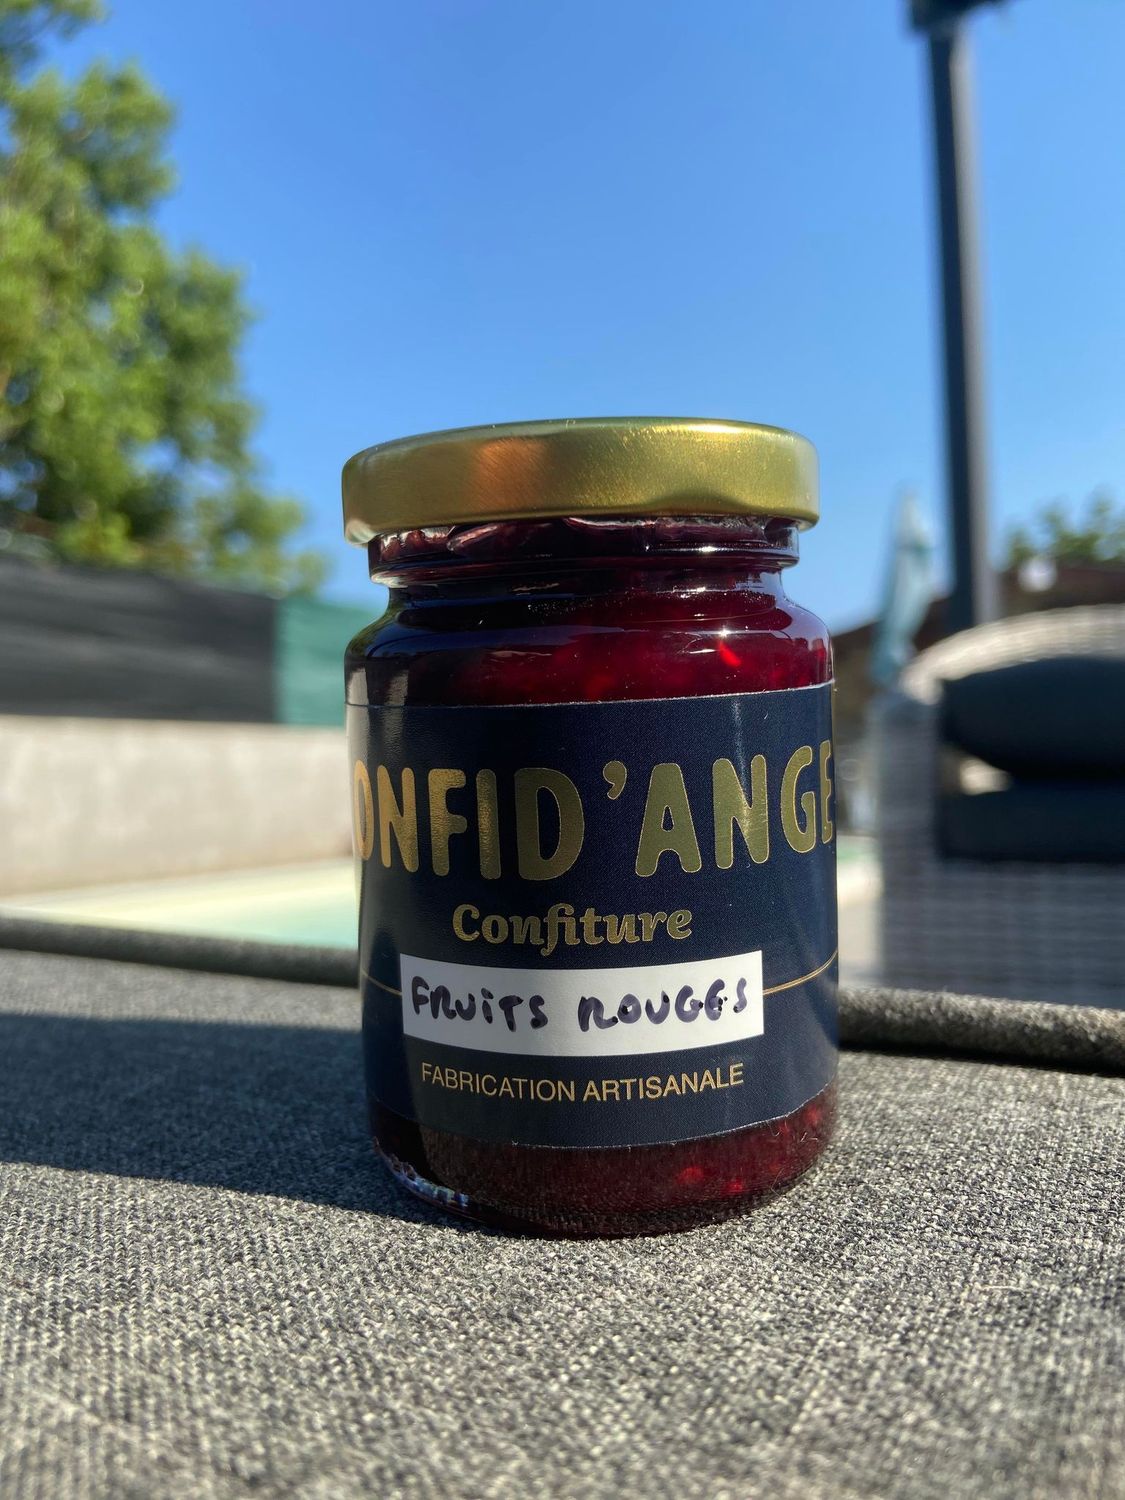 ONFID'ANGE
Confiture
FRUITS ROUGES
FABRICATION ARTISANALE